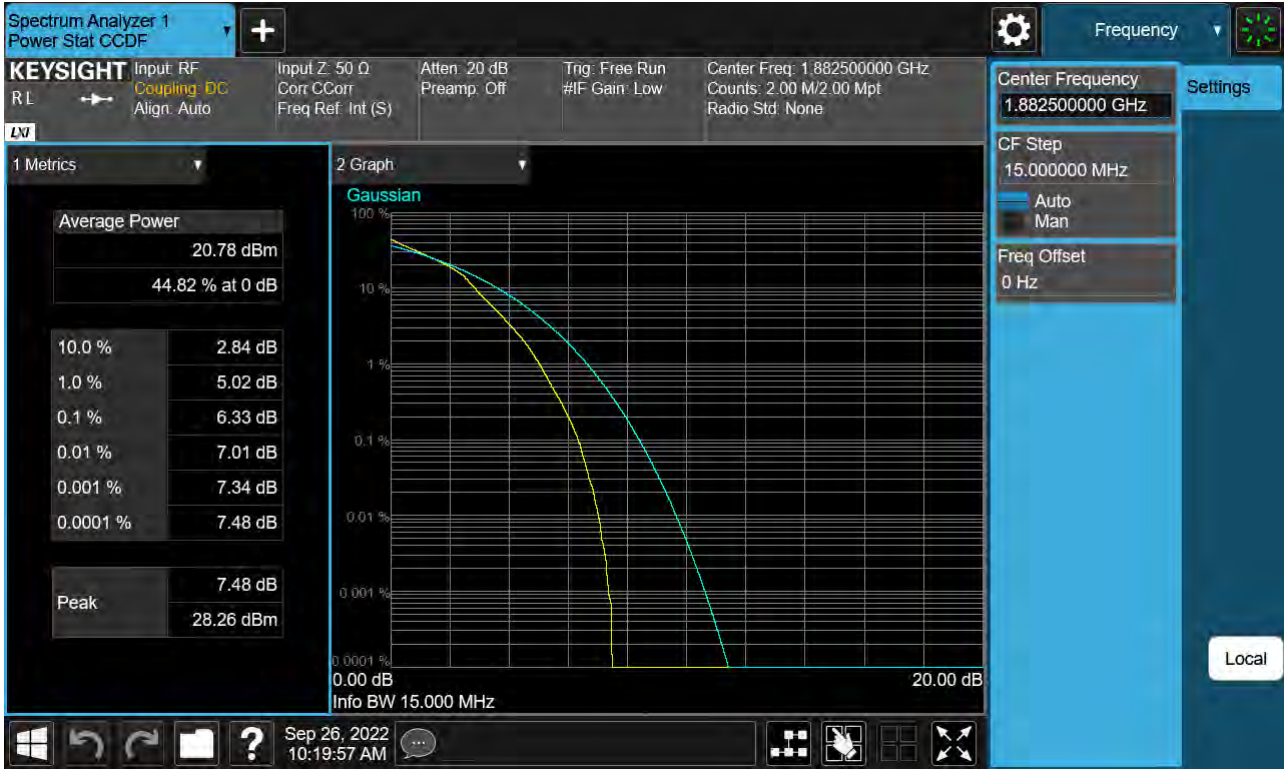 Spectrum Analyzer 1
Power Stat CCDF
+
Frequency
KEYSIGHT
R L
LXI
Input: RF
Coupling: DC
Align: Auto
Input Z: 50 Ω
Corr CCorr
Freq Ref: Int (S)
Atten: 20 dB
Preamp: Off
Trig: Free Run
#IF Gain: Low
Center Freq: 1.882500000 GHz
Counts: 2.00 M/2.00 Mpt
Radio Std: None
Center Frequency
1.882500000 GHz
Settings
CF Step
15.000000 MHz
Auto
Man
Freq Offset
0 Hz
1 Metrics
Average Power
20.78 dBm
44.82 % at 0 dB
10.0 % 2.84 dB
1.0 % 5.02 dB
0.1 % 6.33 dB
0.01 % 7.01 dB
0.001 % 7.34 dB
0.0001 % 7.48 dB
Peak
7.48 dB
28.26 dBm
2 Graph
Gaussian
100 %
10 %
1 %
0.1 %
0.01 %
0.001 %
0.0001 %
0.00 dB 20.00 dB
Info BW 15.000 MHz
Local
?
Sep 26, 2022
10:19:57 AM